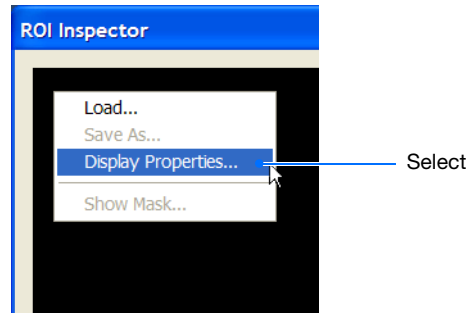 ROI Inspector
Load...
Save As...
Display Properties...
Select
Show Mask...